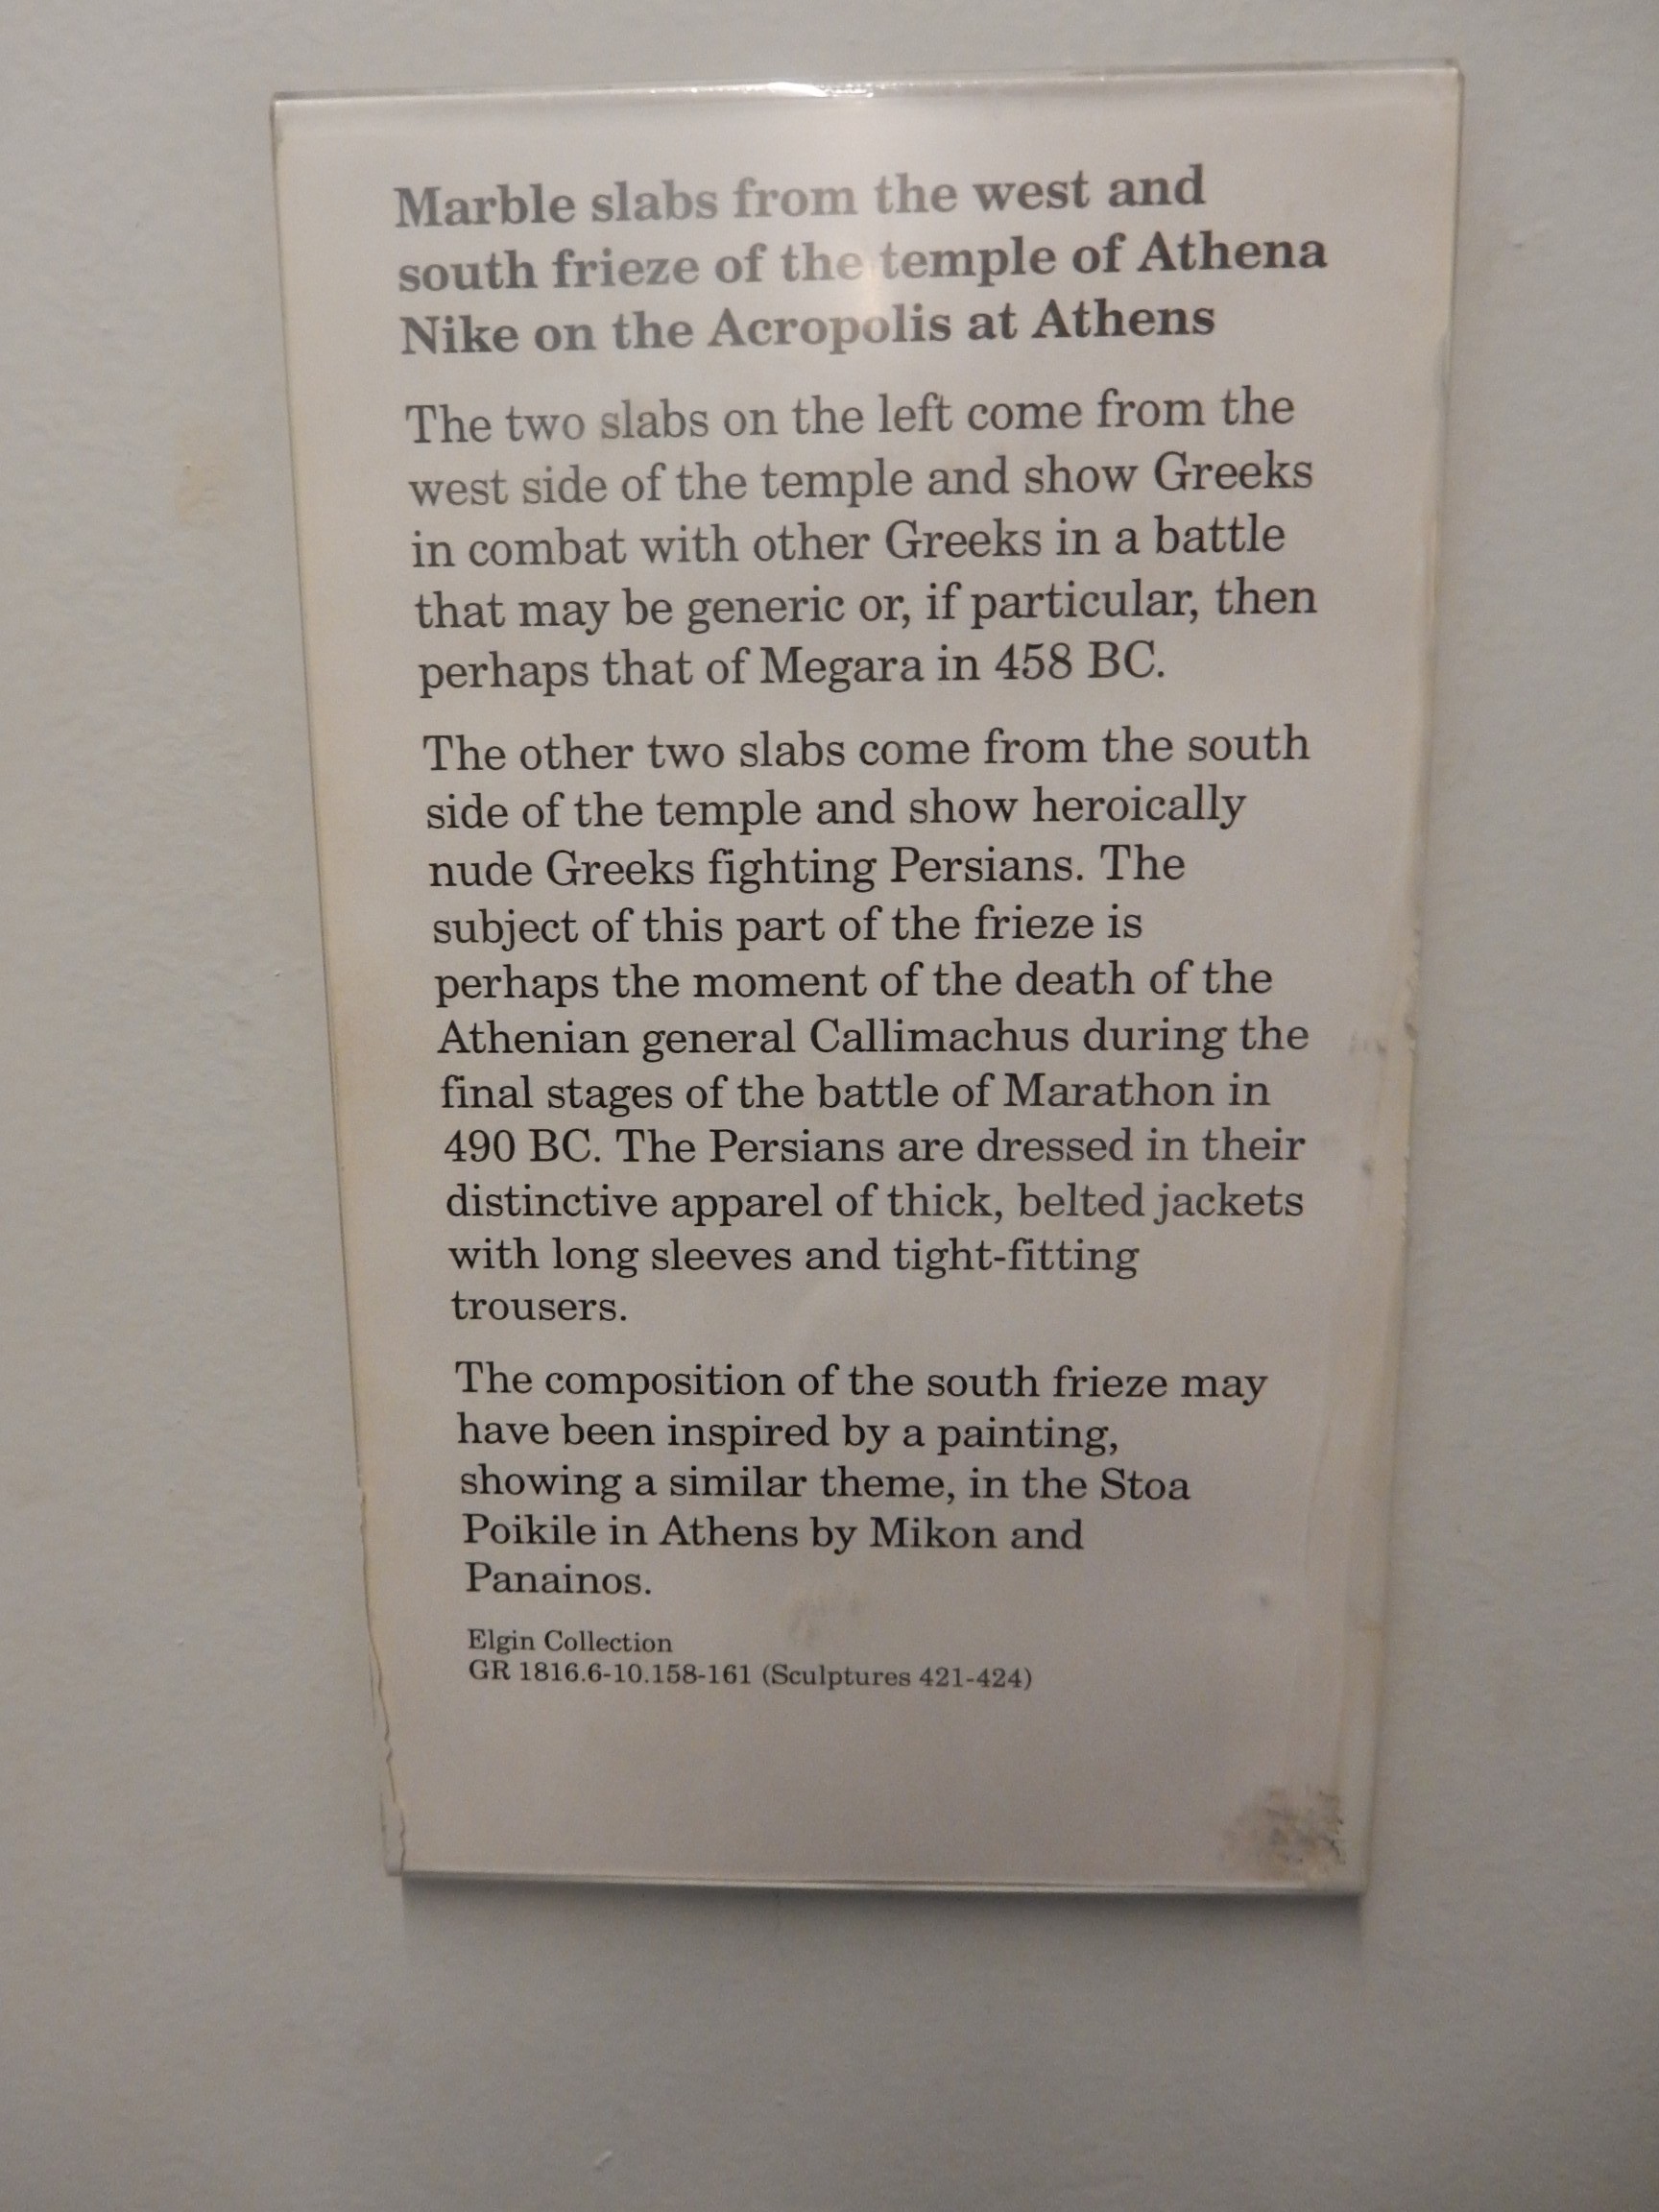 Marble slabs from the west and
south frieze of the temple of Athena
Nike on the Acropolis at Athens
The two slabs on the left come from the
west side of the temple and show Greeks
in combat with other Greeks in a battle
that may be generic or, if particular, then
perhaps that of Megara in 458 BC.
The other two slabs come from the south
side of the temple and show heroically
nude Greeks fighting Persians. The
subject of this part of the frieze is
perhaps the moment of the death of the
Athenian general Callimachus during the
final stages of the battle of Marathon in
490 BC. The Persians are dressed in their
distinctive apparel of thick, belted jackets
with long sleeves and tight-fitting
trousers.
The composition of the south frieze may
have been inspired by a painting,
showing a similar theme, in the Stoa
Poikile in Athens by Mikon and
Panainos.
Elgin Collection
GR 1816.6-10.158-161 (Sculptures 421-424)